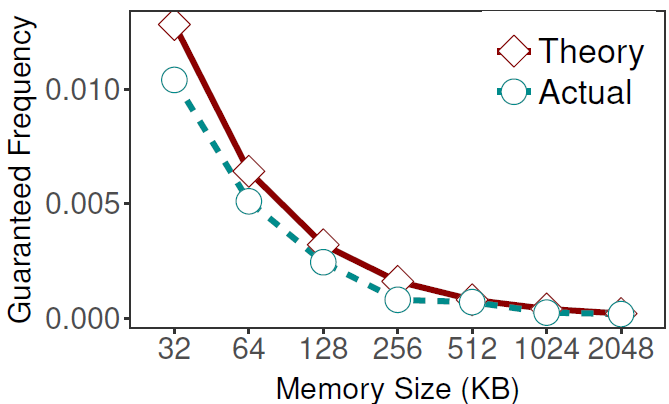 Guaranteed Frequency
0.010
0.005
0.000
Theory
Actual
32 64 128 256 512 1024 2048
Memory Size (KB)